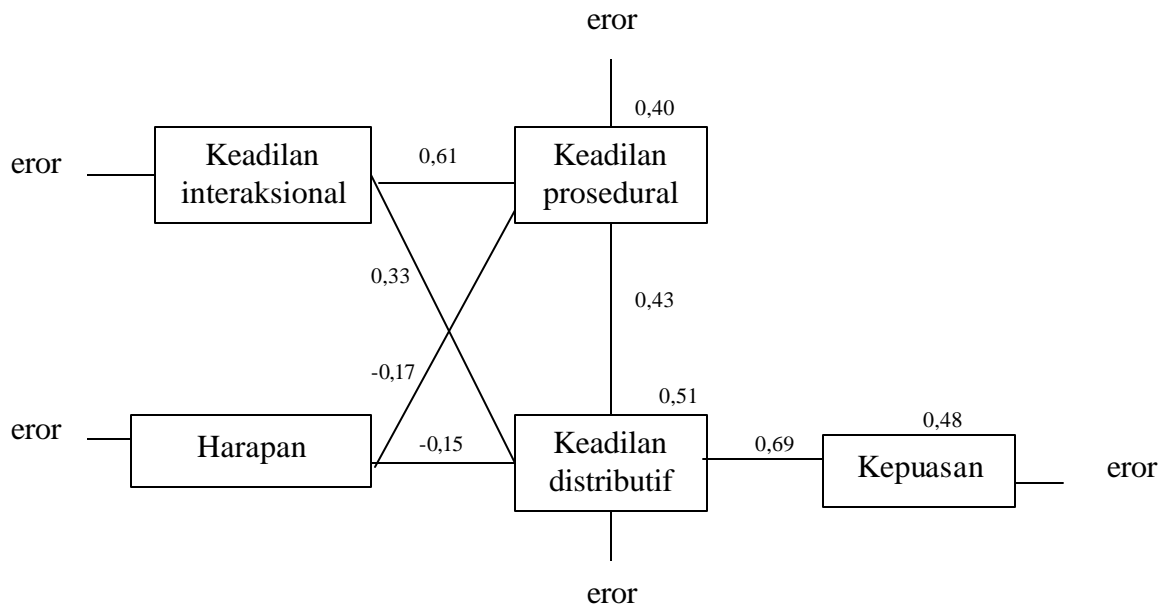 eror
0,40
eror
Keadilan
interaksional
0,61
Keadilan
prosedural
0,33
0,43
-0,17
0,51
eror
Harapan
-0,15
Keadilan
distributif
0,69
0,48
Kepuasan
eror
eror